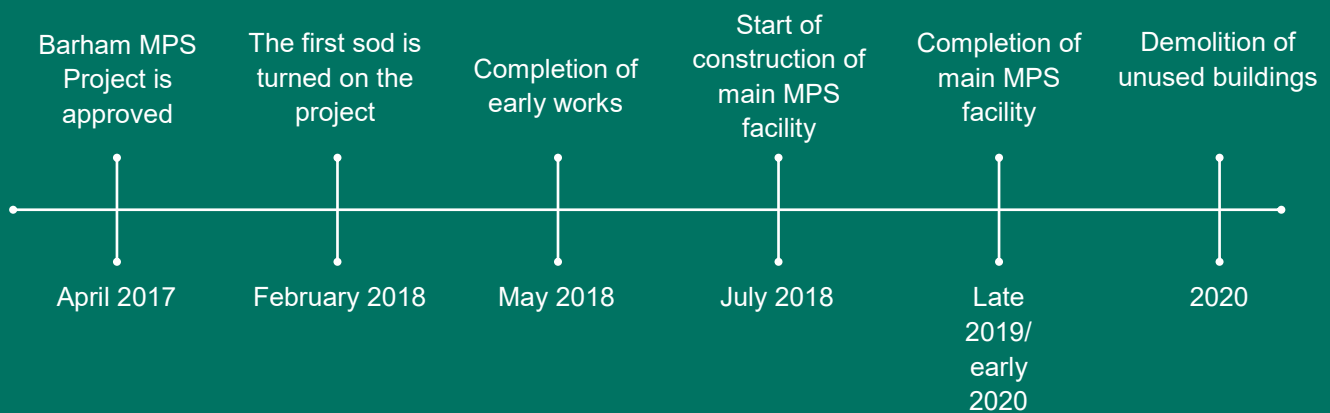 Barham MPS
Project is
approved
The first sod is
turned on the
project
Completion of
early works
Start of
construction of
main MPS
facility
Completion of
main MPS
facility
Demolition of
unused buildings
April 2017
February 2018
May 2018
July 2018
Late
2019/
early
2020
2020